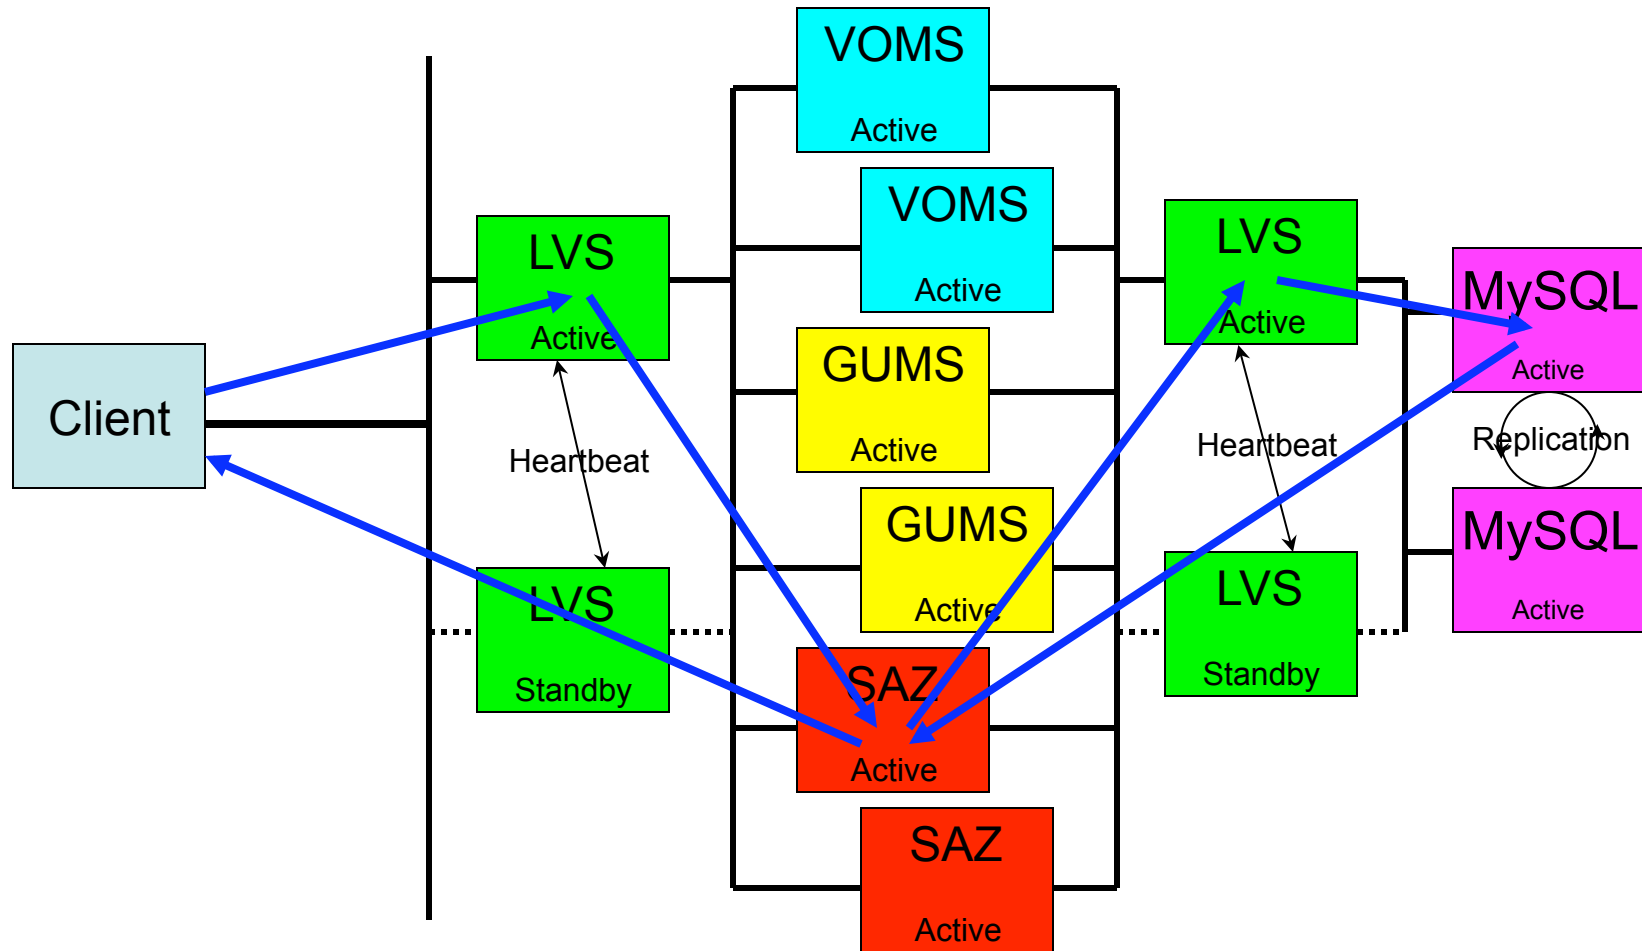 Client
LVS
Active
Heartbeat
LVS
Standby
VOMS
Active
VOMS
Active
GUMS
Active
GUMS
Active
SAZ
Active
SAZ
Active
LVS
Active
Heartbeat
LVS
Standby
MySQL
Active
Replication
MySQL
Active